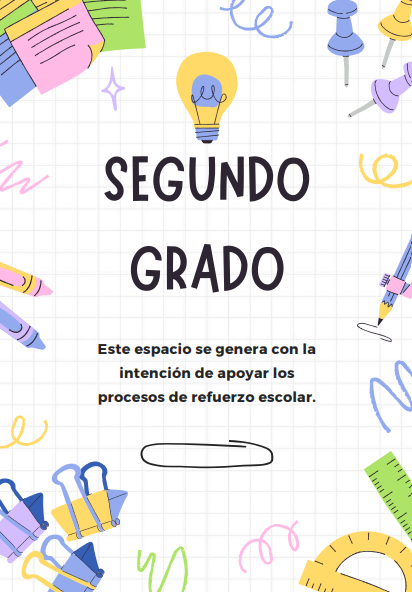 SEGUNDO
GRADO
Este espacio se genera con la
intención de apoyar los
procesos de refuerzo escolar.